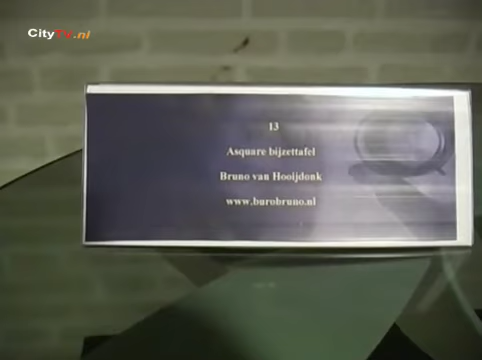 CityTv.nl
13
Asquare bijzettafel
Bruno van Hooijdonk
www.burobruno.nl